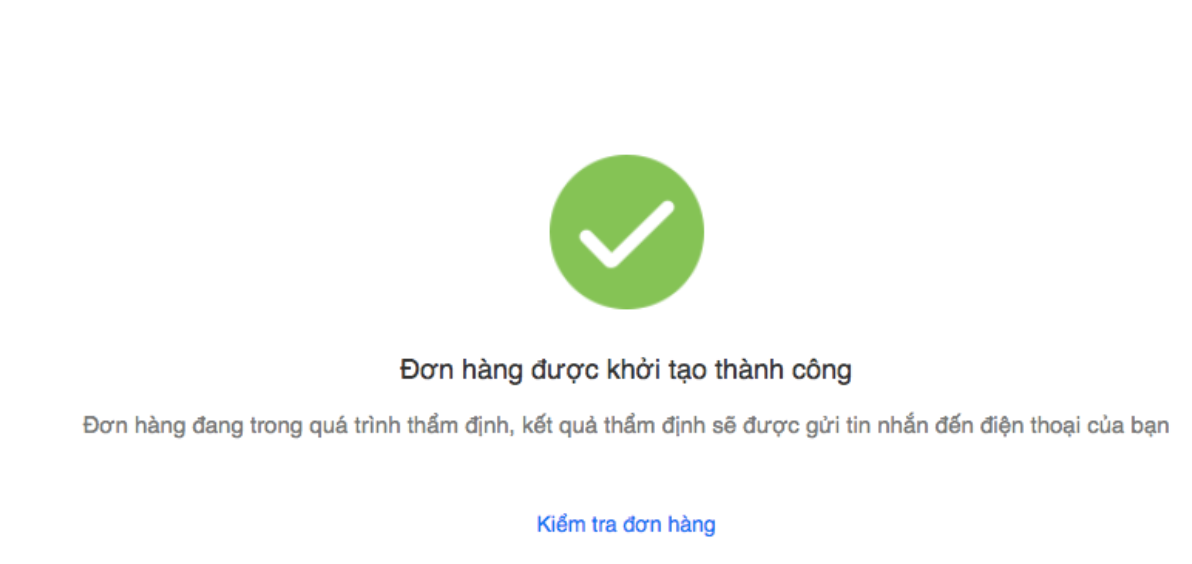 Đơn hàng được khởi tạo thành công
Đơn hàng đang trong quá trình thẩm định, kết quả thẩm định sẽ được gửi tin nhắn đến điện thoại của bạn
Kiểm tra đơn hàng